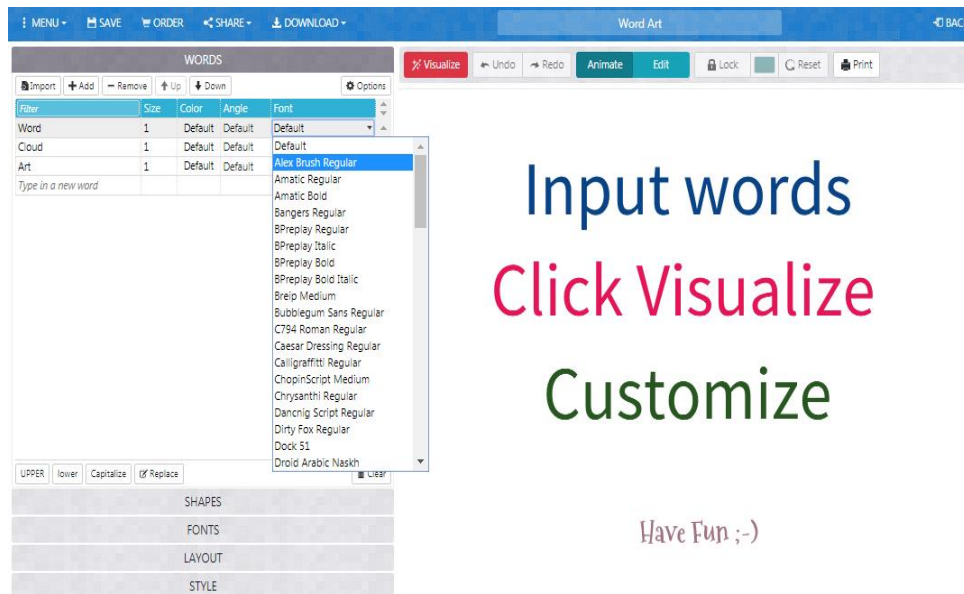 MENU SAVE ORDER SHARE DOWNLOAD Word Art BAC
WORDS
Import Add Remove Up Down Options
Visualize Undo Redo Animate Edit Lock Reset Print
Filter Size Color Angle Font
Word 1 Default Default Default
Cloud 1 Default Default
Art 1 Default Default
Type in a new word
Default
Alex Brush Regular
Amatic Regular
Amatic Bold
Bangers Regular
BPreplay Regular
BPreplay Italic
BPreplay Bold
BPreplay Bold Italic
Breip Medium
Bubblegum Sans Regular
C794 Roman Regular
Caesar Dressing Regular
Calligraffitti Regular
ChopinScript Medium
Chrysanthi Regular
Dancnig Script Regular
Dirty Fox Regular
Dock 51
Droid Arabic Naskh
UPPER lower Capitalize Replace Clear
SHAPES
FONTS
LAYOUT
STYLE
Input words
Click Visualize
Customize
Have Fun ;-)